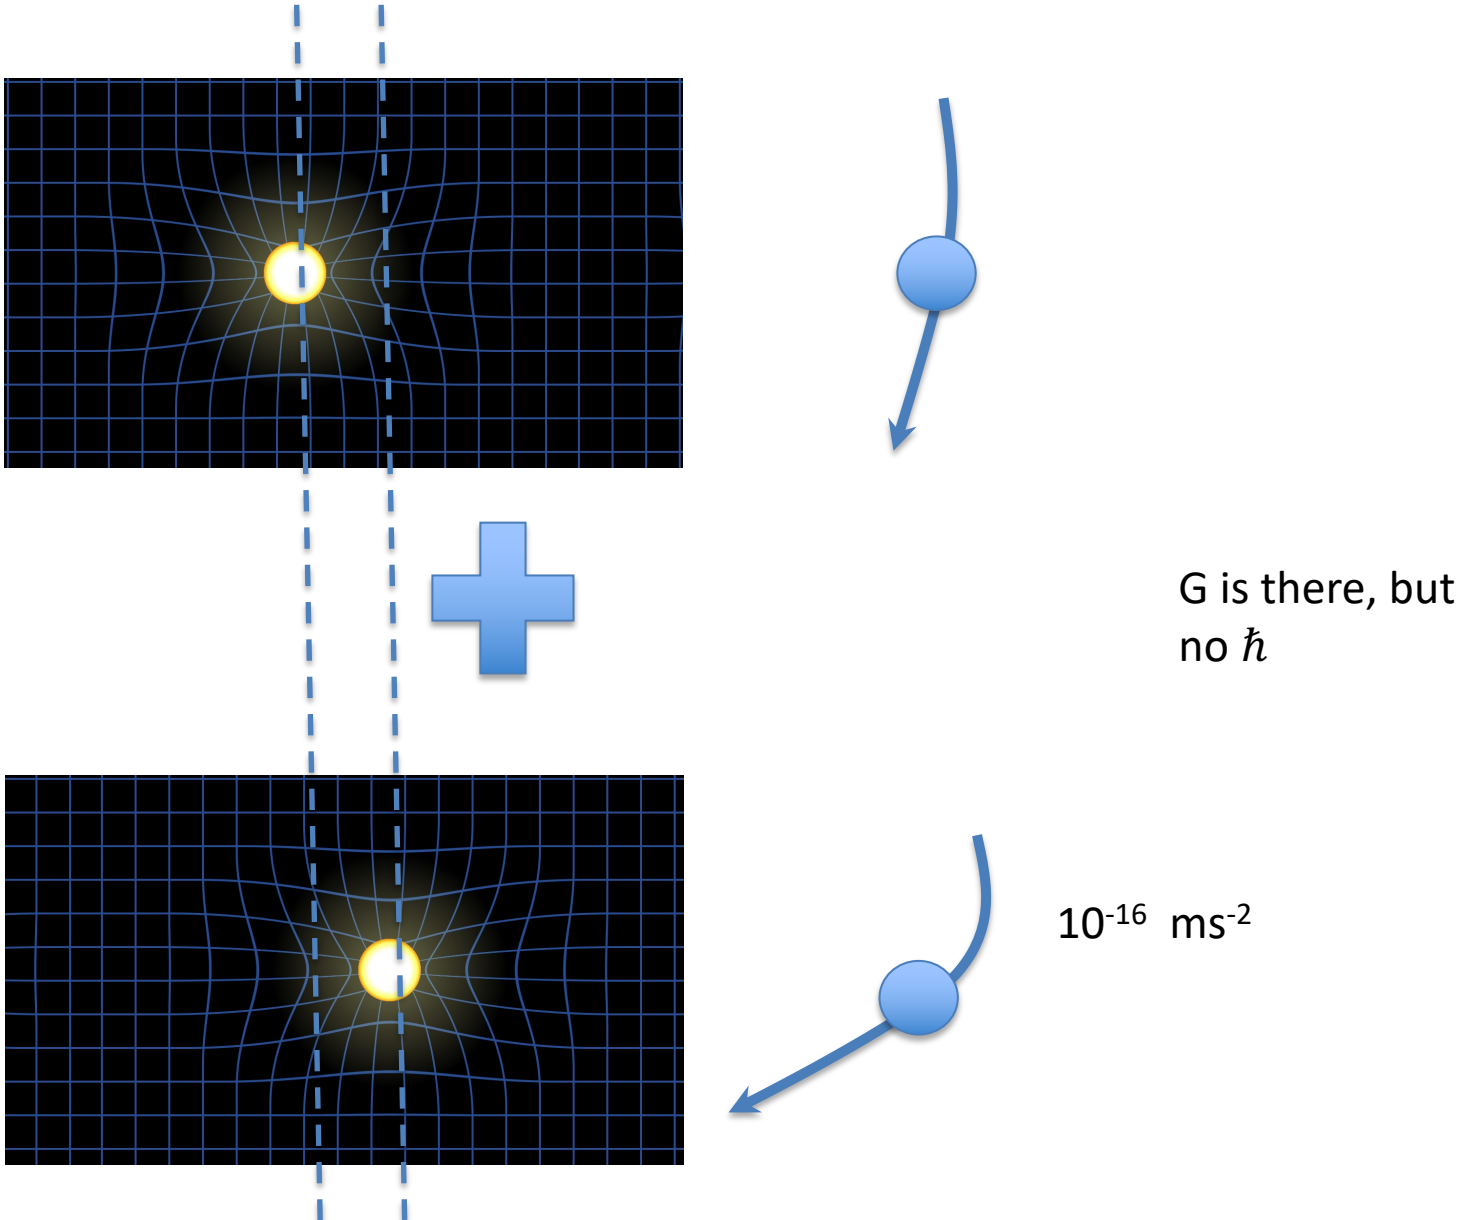 G is there, but
no ℏ
10⁻¹⁶ ms⁻²